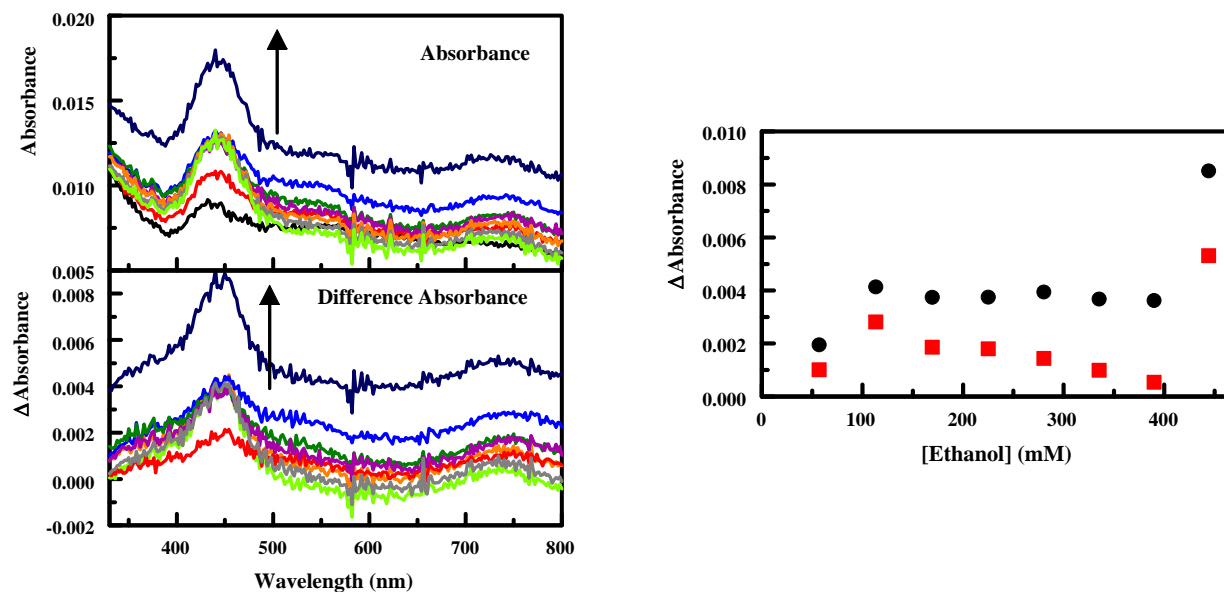 0.020
Absorbance
0.015
Absorbance
0.010
0.005
Difference Absorbance
0.008
0.006
Δ Absorbance
0.004
0.002
0.000
-0.002
400 500 600 700 800
Wavelength (nm)
0.010
0.008
Δ Absorbance
0.006
0.004
0.002
0.000
0 100 200 300 400
[Ethanol] (mM)